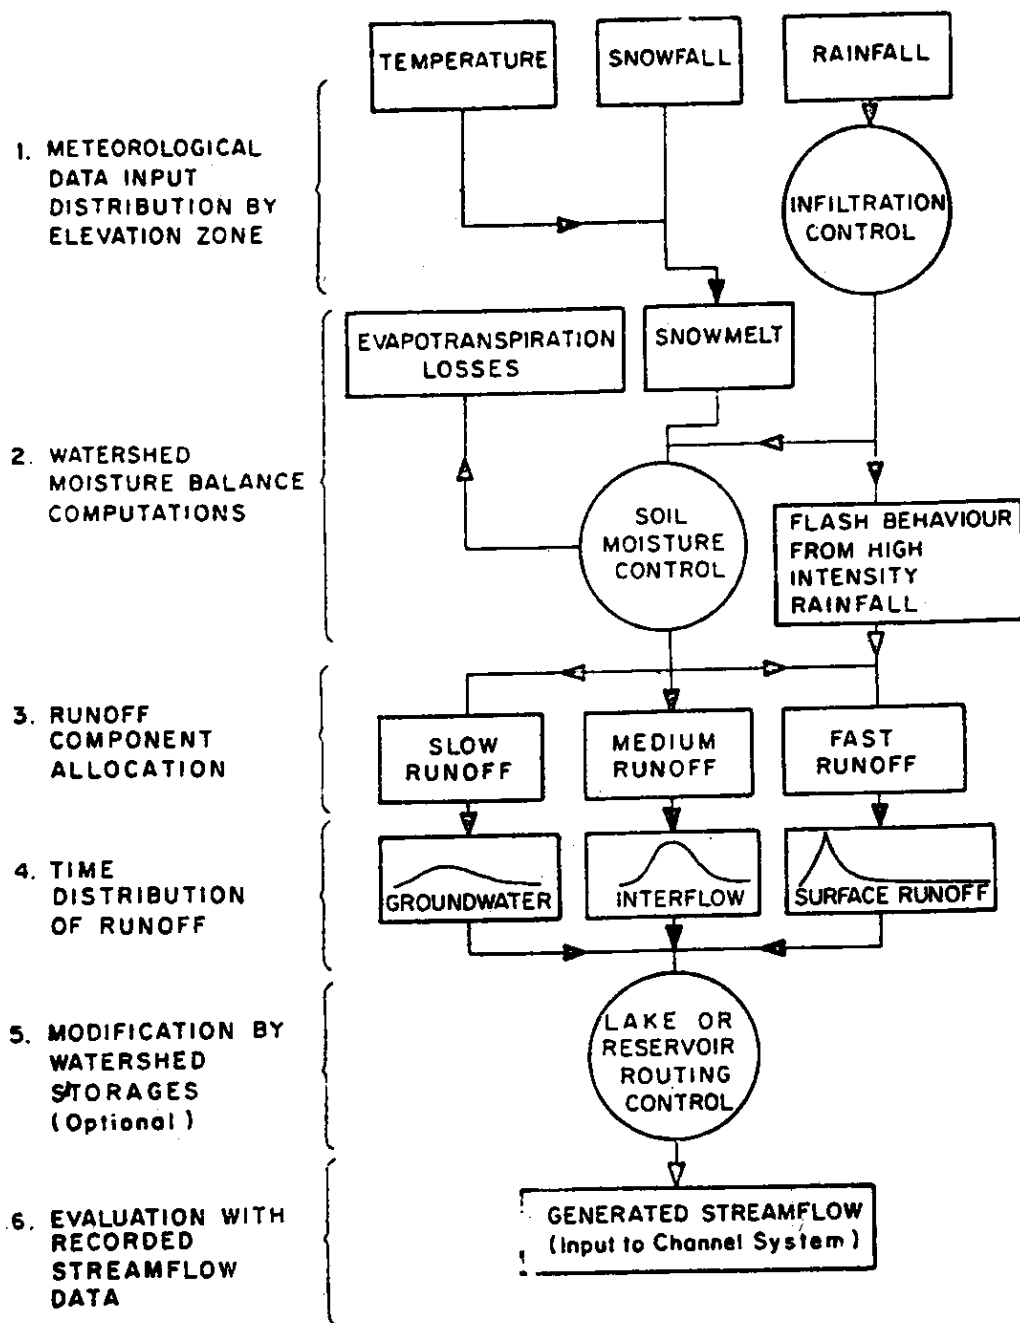 TEMPERATURE
SNOWFALL
RAINFALL
1. METEOROLOGICAL
DATA INPUT
DISTRIBUTION BY
ELEVATION ZONE
INFILTRATION
CONTROL
EVAPOTRANSPIRATION
LOSSES
SNOWMELT
2. WATERSHED
MOISTURE BALANCE
COMPUTATIONS
SOIL
MOISTURE
CONTROL
FLASH BEHAVIOUR
FROM HIGH
INTENSITY
RAINFALL
3. RUNOFF
COMPONENT
ALLOCATION
SLOW
RUNOFF
MEDIUM
RUNOFF
FAST
RUNOFF
4. TIME
DISTRIBUTION
OF RUNOFF
GROUNDWATER
INTERFLOW
SURFACE RUNOFF
5. MODIFICATION BY
WATERSHED
STORAGES
(Optional)
LAKE OR
RESERVOIR
ROUTING
CONTROL
6. EVALUATION WITH
RECORDED
STREAMFLOW
DATA
GENERATED STREAMFLOW
(Input to Channel System)